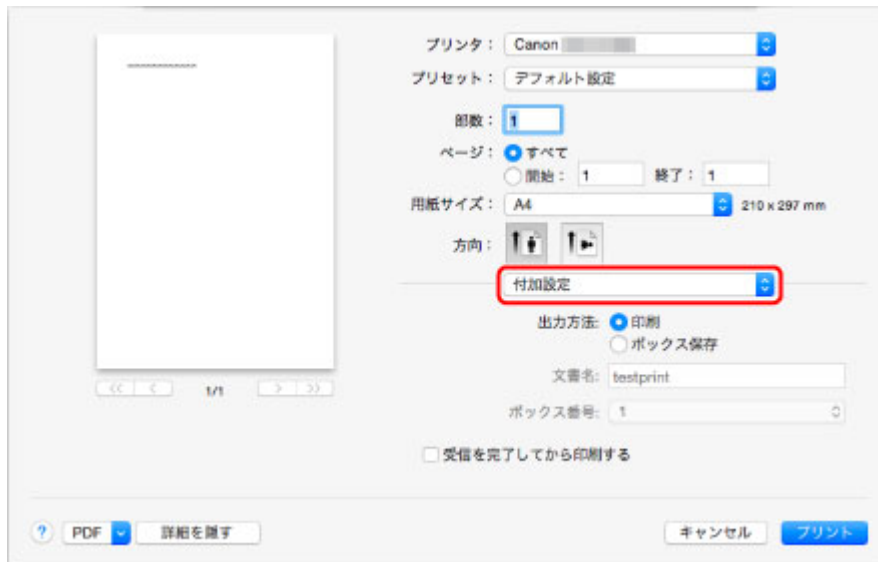 プリンタ： Canon
プリセット： デフォルト設定
部数： 1
ページ： すべて
開始： 1 終了： 1
用紙サイズ： A4 210 x 297 mm
方向：
付加設定
出力方法: 印刷
ボックス保存
文書名: testprint
ボックス番号: 1
受信を完了してから印刷する
<< < 1/1 > >>
? PDF 詳細を隠す キャンセル プリント